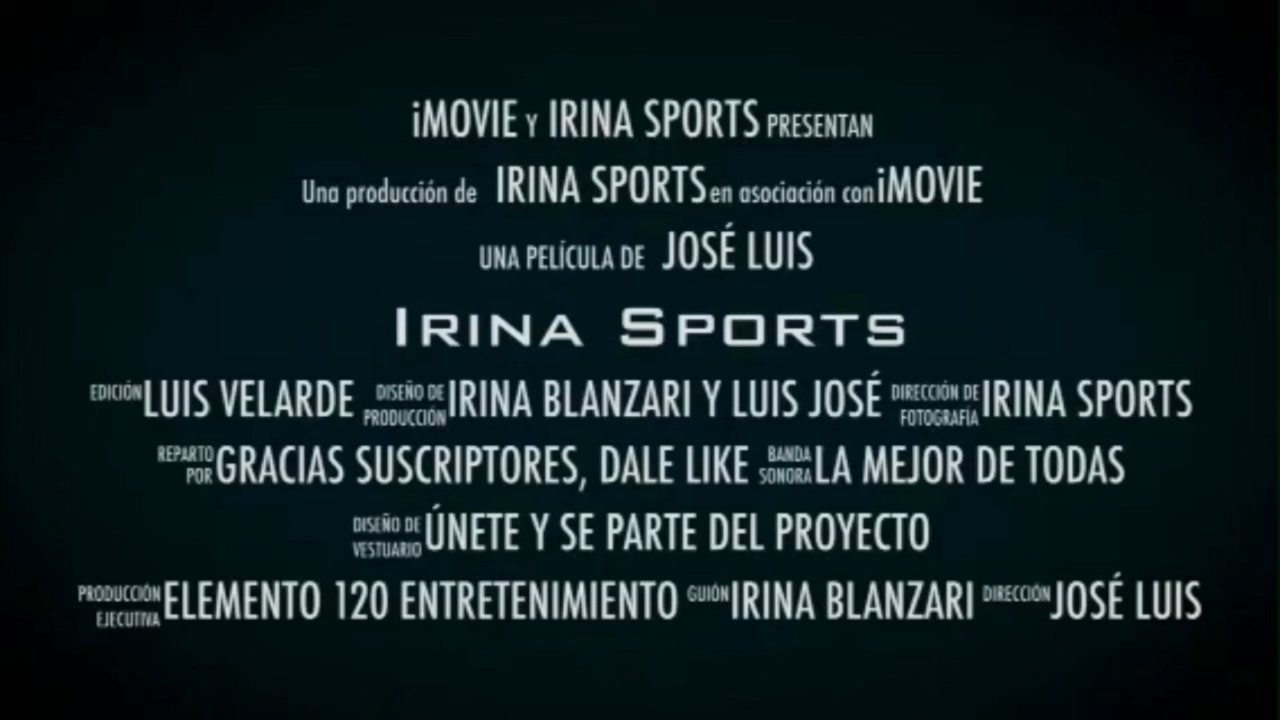 iMOVIE Y IRINA SPORTS PRESENTAN
Una producción de IRINA SPORTS en asociación con iMOVIE
UNA PELÍCULA DE JOSÉ LUIS
IRINA SPORTS
EDICIÓN LUIS VELARDE DISEÑO DE PRODUCCIÓN IRINA BLANZARI Y LUIS JOSÉ DIRECCIÓN DE FOTOGRAFÍA IRINA SPORTS
REPARTO POR GRACIAS SUSCRIPTORES, DALE LIKE BANDA SONORA LA MEJOR DE TODAS
DISEÑO DE VESTUARIO ÚNETE Y SE PARTE DEL PROYECTO
PRODUCCIÓN EJECUTIVA ELEMENTO 120 ENTRETENIMIENTO GUIÓN IRINA BLANZARI DIRECCIÓN JOSÉ LUIS